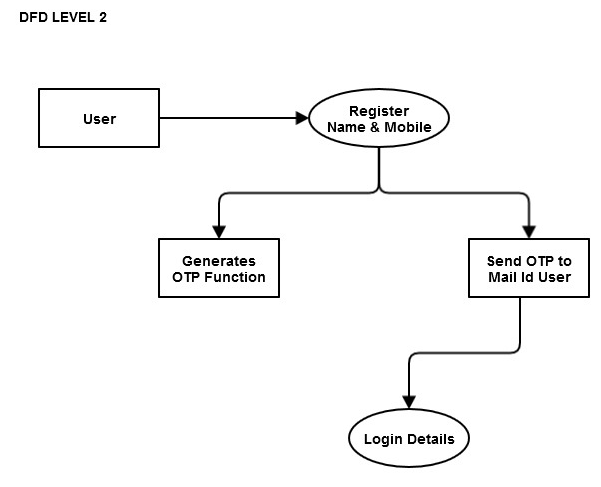 DFD LEVEL 2
User
Register
Name & Mobile
Generates
OTP Function
Send OTP to
Mail Id User
Login Details